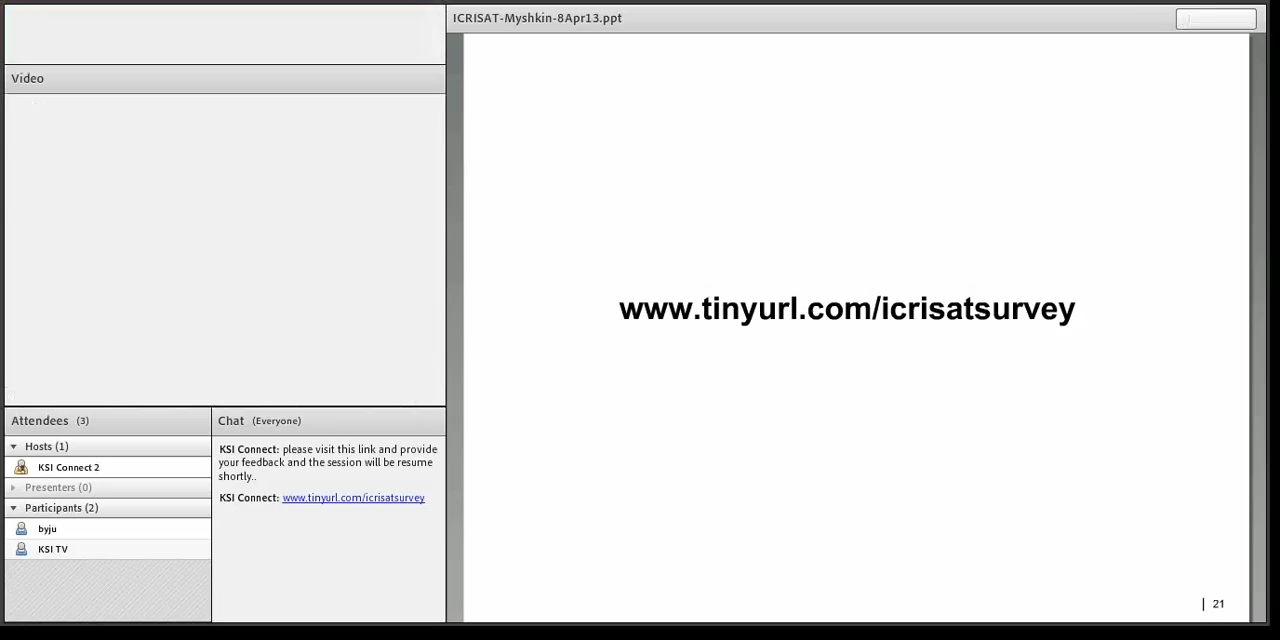 ICRISAT-Myshkin-8Apr13.ppt
Video
www.tinyurl.com/icrisatsurvey
Attendees (3)
Hosts (1)
KSI Connect 2
Presenters (0)
Participants (2)
byju
KSI TV
Chat (Everyone)
KSI Connect: please visit this link and provide
your feedback and the session will be resume
shortly..
KSI Connect: www.tinyurl.com/icrisatsurvey
| 21